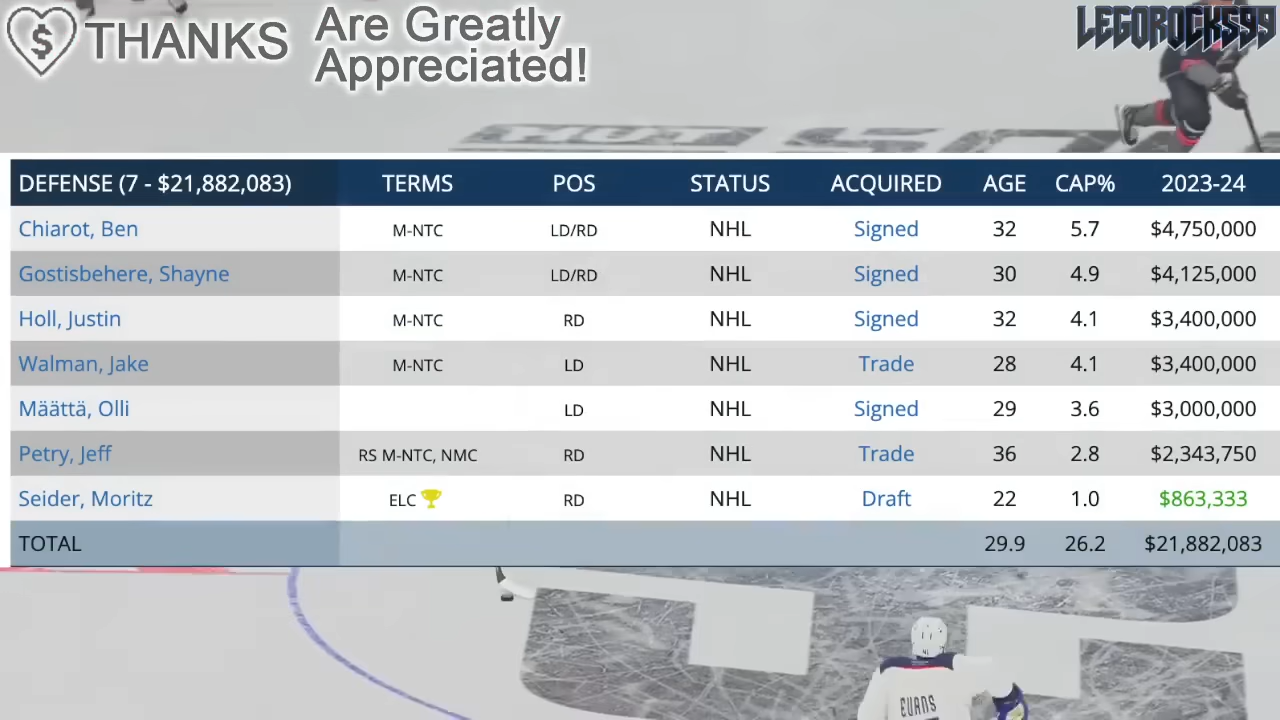 $ THANKS Are Greatly
Appreciated!
LEGOROCKS99
DEFENSE (7 - $21,882,083) TERMS POS STATUS ACQUIRED AGE CAP% 2023-24
Chiarot, Ben M-NTC LD/RD NHL Signed 32 5.7 $4,750,000
Gostisbehere, Shayne M-NTC LD/RD NHL Signed 30 4.9 $4,125,000
Holl, Justin M-NTC RD NHL Signed 32 4.1 $3,400,000
Walman, Jake M-NTC LD NHL Trade 28 4.1 $3,400,000
Määttä, Olli LD NHL Signed 29 3.6 $3,000,000
Petry, Jeff RS M-NTC, NMC RD NHL Trade 36 2.8 $2,343,750
Seider, Moritz ELC RD NHL Draft 22 1.0 $863,333
TOTAL 29.9 26.2 $21,882,083
EVANS